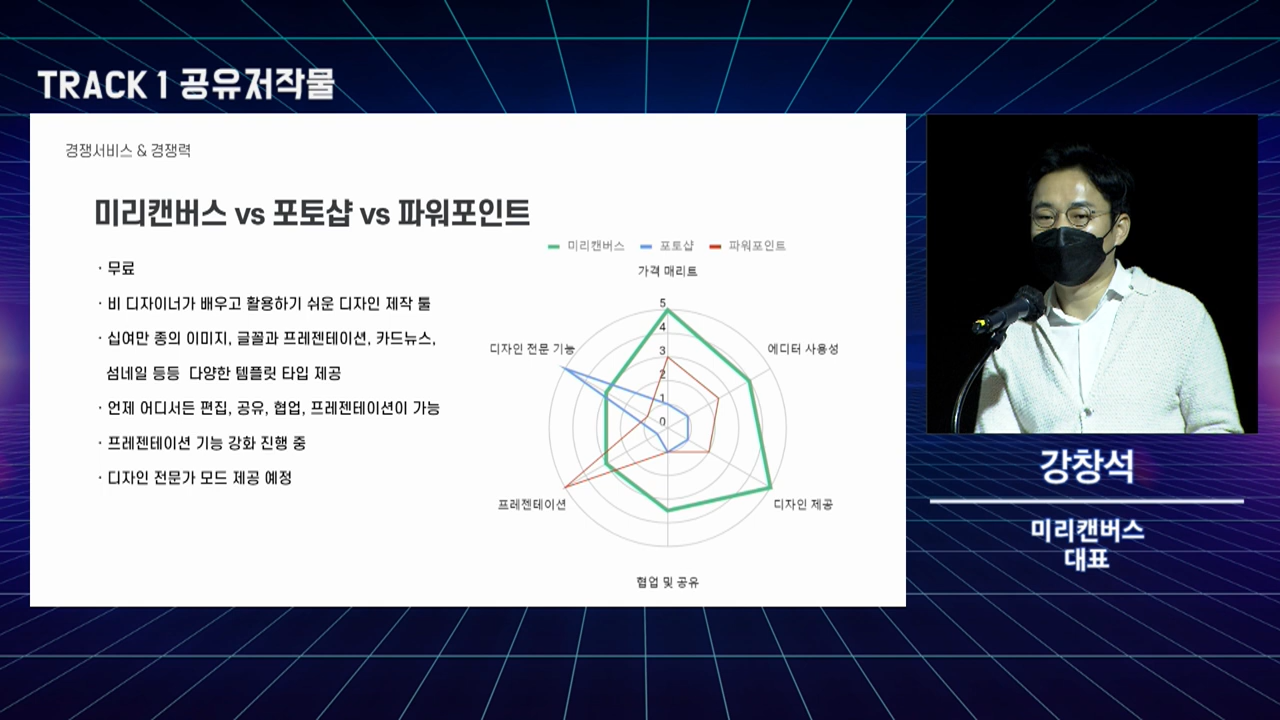 TRACK 1 공유저작물
경쟁서비스 & 경쟁력
미리캔버스 vs 포토샵 vs 파워포인트
· 무료
· 비 디자이너가 배우고 활용하기 쉬운 디자인 제작 툴
· 십여만 종의 이미지, 글꼴과 프레젠테이션, 카드뉴스,
섬네일 등등 다양한 템플릿 타입 제공
· 언제 어디서든 편집, 공유, 협업, 프레젠테이션이 가능
· 프레젠테이션 기능 강화 진행 중
· 디자인 전문가 모드 제공 예정
미리캔버스 포토샵 파워포인트
가격 매리트
5
4
3
2
1
0
디자인 전문 기능
에디터 사용성
프레젠테이션
디자인 제공
협업 및 공유
강창석
미리캔버스
대표